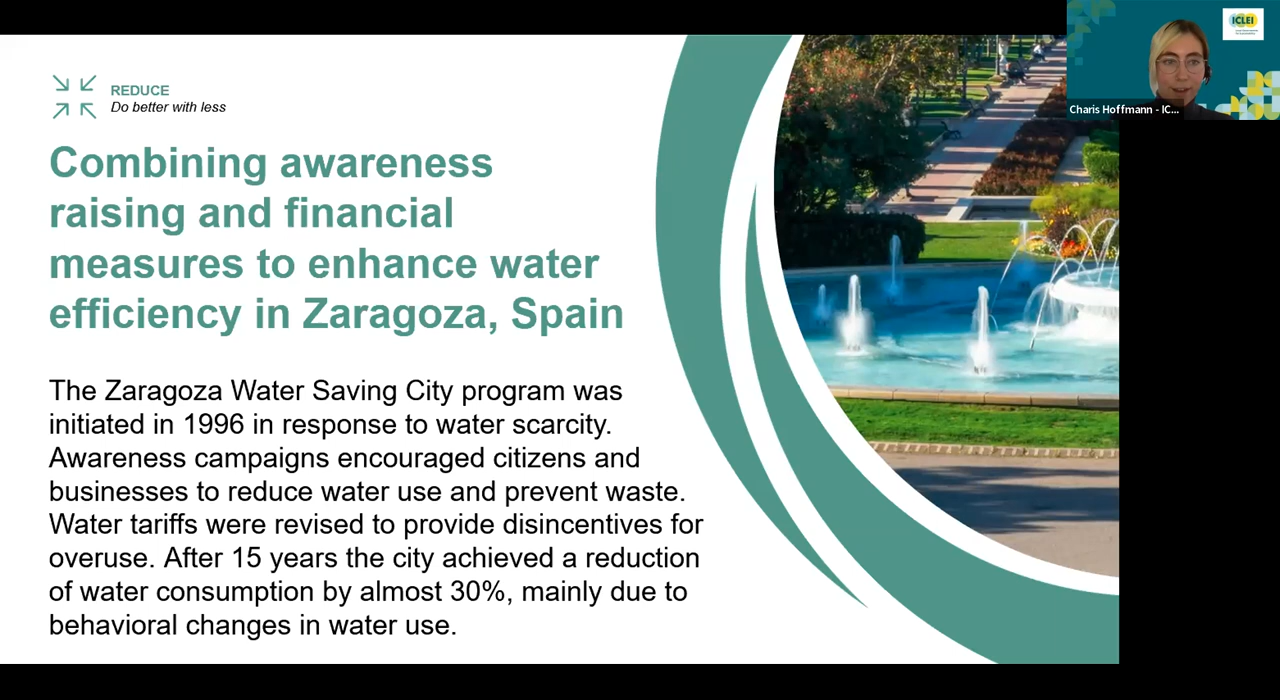 REDUCE
Do better with less
Combining awareness
raising and financial
measures to enhance water
efficiency in Zaragoza, Spain
The Zaragoza Water Saving City program was
initiated in 1996 in response to water scarcity.
Awareness campaigns encouraged citizens and
businesses to reduce water use and prevent waste.
Water tariffs were revised to provide disincentives for
overuse. After 15 years the city achieved a reduction
of water consumption by almost 30%, mainly due to
behavioral changes in water use.
ICLEI
Charis Hoffmann - IC...